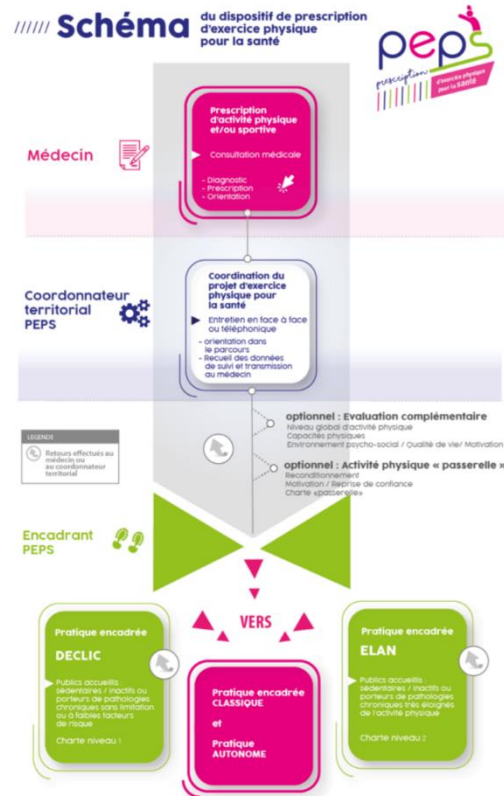 ////// Schéma du dispositif de prescription
d'exercice physique
pour la santé
peps
prescription
d'exercice physique
pour la santé
Médecin
Prescription
d'activité physique
et/ou sportive
Consultation médicale
- Diagnostic
- Prescription
- Orientation
Coordonnateur
territorial
PEPS
Coordination du
projet d'exercice
physique pour
la santé
Entretien en face à face
ou téléphonique
- orientation dans
le parcours
- Recueil des données
de suivi et transmission
au médecin
optionnel : Evaluation complémentaire
Niveau global d'activité physique
Capacités physiques
Environnement psycho-social / Qualité de vie/ Motivation
optionnel : Activité physique « passerelle »
Reconditionnement
Motivation / Reprise de confiance
Charte «passerelle»
LEGENDE
Retours effectués au
médecin ou
au coordonnateur
territorial
Encadrant
PEPS
VERS
Pratique encadrée
DECLIC
Publics accueillis :
sédentaires / inactifs ou
porteurs de pathologies
chroniques sans limitation
ou à faibles facteurs
de risque
Charte niveau 1
Pratique encadrée
CLASSIQUE
et
Pratique
AUTONOME
Pratique encadrée
ELAN
Publics accueillis :
sédentaires / inactifs ou
porteurs de pathologies
chroniques très éloignés
de l'activité physique
Charte niveau 2